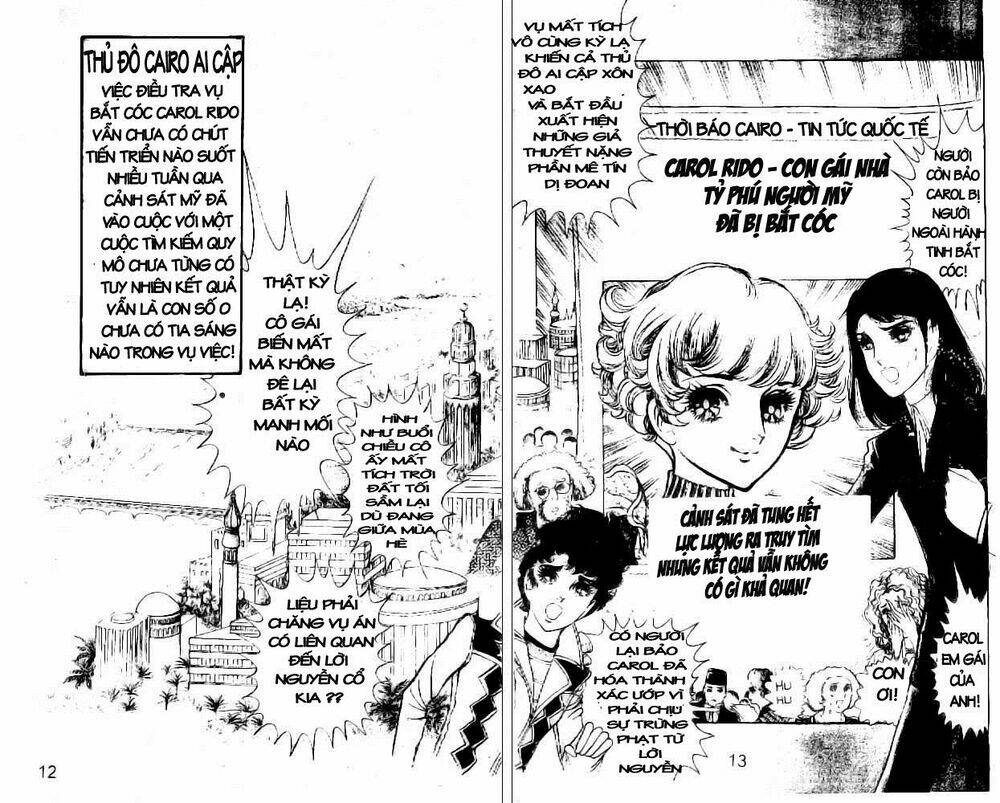 THỦ ĐÔ CAIRO AI CẬP
VIỆC ĐIỀU TRA VỤ
BẮT CÓC CAROL RIDO
VẪN CHƯA CÓ CHÚT
TIẾN TRIỂN NÀO SUỐT
NHIỀU TUẦN QUA
CẢNH SÁT MỸ ĐÃ
VÀO CUỘC VỚI MỘT
CUỘC TÌM KIẾM QUY
MÔ CHƯA TỪNG CÓ
TUY NHIÊN KẾT QUẢ
VẪN LÀ CON SỐ 0
CHƯA CÓ TIA SÁNG
NÀO TRONG VỤ VIỆC!
THẬT KỲ
LẠ!
CÔ GÁI
BIẾN MẤT
MÀ KHÔNG
ĐÊ LẠI
BẤT KỲ
MANH MỐI
NÀO
HÌNH
NHƯ BUỔI
CHIỀU CÔ
ẤY MẤT
TÍCH TRỜI
ĐẤT TỐI
SẦM LẠI
DÙ ĐANG
GIỮA MÙA
HÈ
LIỆU PHẢI
CHĂNG VỤ ÁN
CÓ LIÊN QUAN
ĐẾN LỜI
NGUYỀN CỔ
KIA ??
12
VỤ MẤT TÍCH
VÔ CÙNG KỲ LẠ
KHIẾN CẢ THỦ
ĐÔ AI CẬP XÔN
XAO
VÀ BẮT ĐẦU
XUẤT HIỆN
NHỮNG GIẢ
THUYẾT NẶNG
PHẦN MÊ TÍN
DỊ ĐOAN
THỜI BÁO CAIRO - TIN TỨC QUỐC TẾ
CAROL RIDO - CON GÁI NHÀ
TỶ PHÚ NGƯỜI MỸ
ĐÃ BỊ BẮT CÓC
NGƯỜI
CÒN BẢO
CAROL BỊ
NGƯỜI
NGOÀI HÀNH
TINH BẮT
CÓC!
CẢNH SÁT ĐÃ TUNG HẾT
LỰC LƯỢNG RA TRUY TÌM
NHƯNG KẾT QUẢ VẪN KHÔNG
CÓ GÌ KHẢ QUAN!
CÓ NGƯỜI
LẠI BẢO
CAROL ĐÃ
HÓA THÀNH
XÁC ƯỚP VÌ
PHẢI CHỊU
SỰ TRỪNG
PHẠT TỪ
LỜI
NGUYỀN
HU
HU
CON
ƠI!
CAROL
EM GÁI
CỦA
ANH!
13